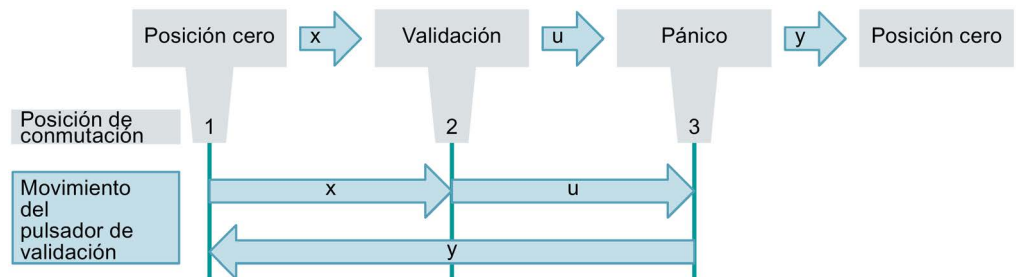 Posición cero
x
Validación
u
Pánico
y
Posición cero
Posición de
conmutación
1
2
3
Movimiento
del
pulsador de
validación
x
u
y